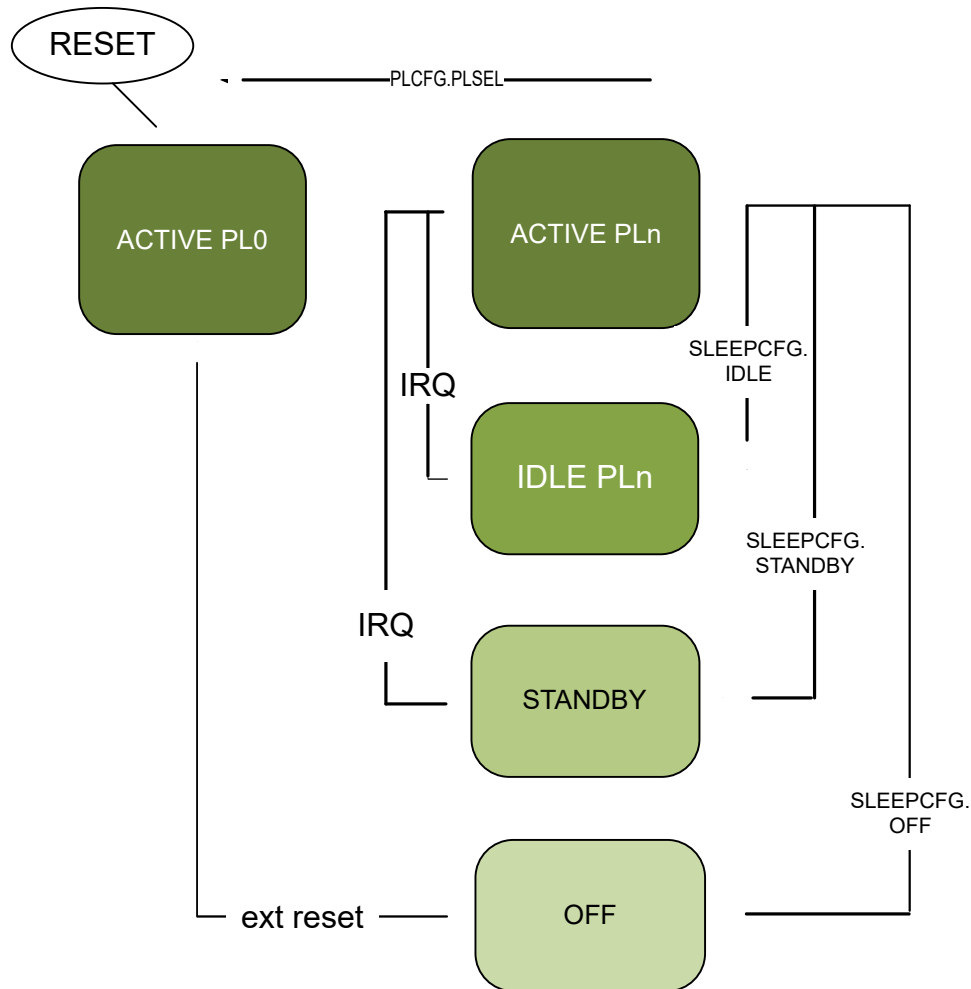 RESET
PLCFG.PLSEL
ACTIVE PL0
ACTIVE PLn
SLEEPCFG.
IDLE
IRQ
IDLE PLn
SLEEPCFG.
STANDBY
IRQ
STANDBY
SLEEPCFG.
OFF
ext reset
OFF